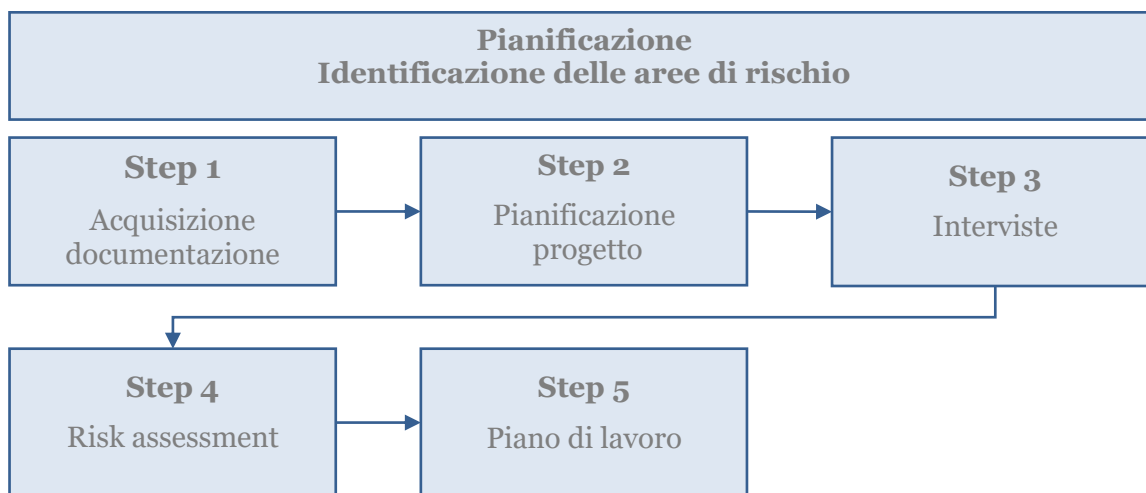 Pianificazione
Identificazione delle aree di rischio
Step 1
Acquisizione
documentazione
Step 2
Pianificazione
progetto
Step 3
Interviste
Step 4
Risk assessment
Step 5
Piano di lavoro